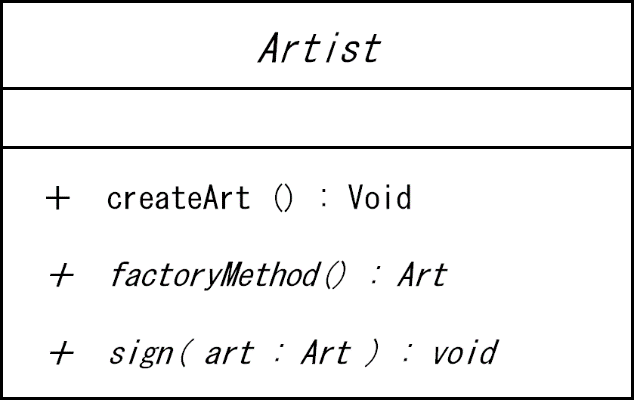 Artist
+ createArt () : Void
+ factoryMethod() : Art
+ sign( art : Art ) : void